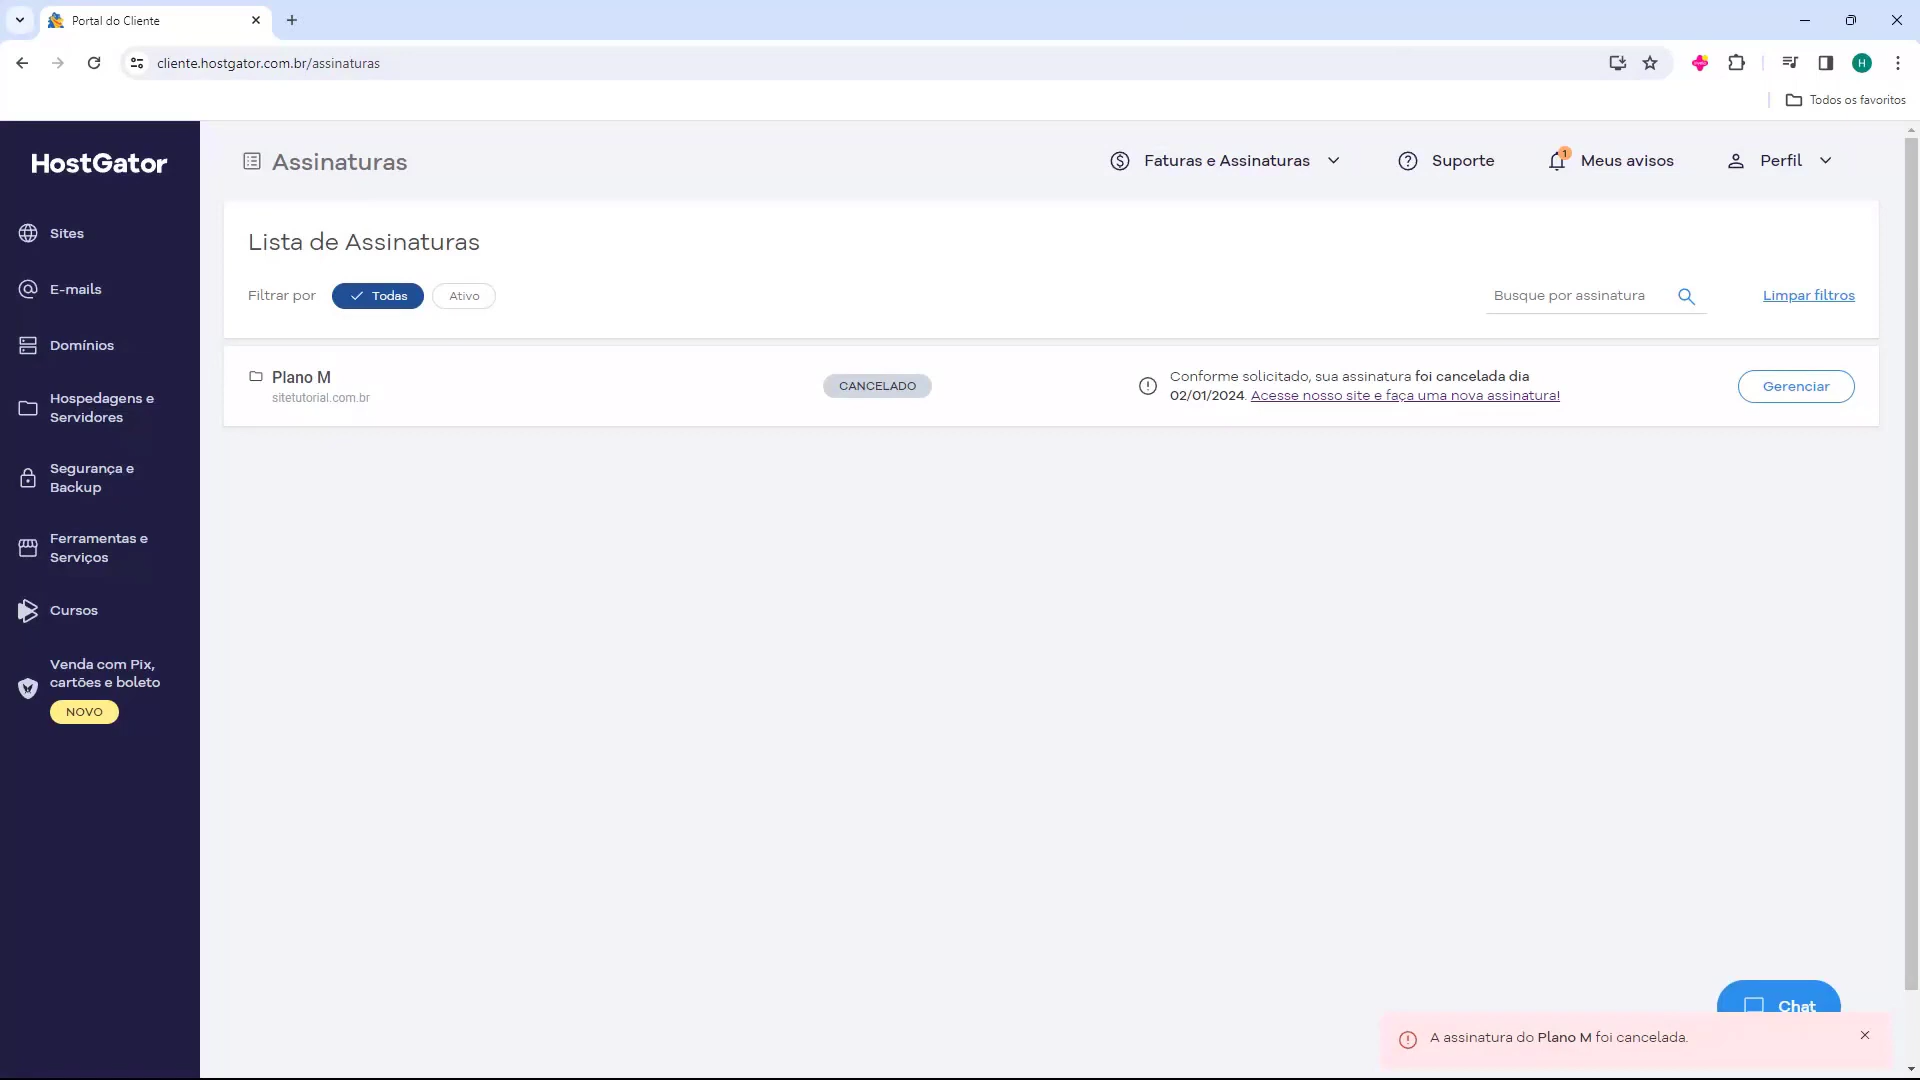 Portal do Cliente
cliente.hostgator.com.br/assinaturas
H
Todos os favoritos
HostGator
Assinaturas
Faturas e Assinaturas
Suporte
1
Meus avisos
Perfil
Sites
E-mails
Domínios
Hospedagens e
Servidores
Segurança e
Backup
Ferramentas e
Serviços
Cursos
Venda com Pix,
cartões e boleto
NOVO
Lista de Assinaturas
Filtrar por
Todas
Ativo
Busque por assinatura
Limpar filtros
Plano M
sitetutorial.com.br
CANCELADO
Conforme solicitado, sua assinatura foi cancelada dia
02/01/2024. Acesse nosso site e faça uma nova assinatura!
Gerenciar
Chat
A assinatura do Plano M foi cancelada.